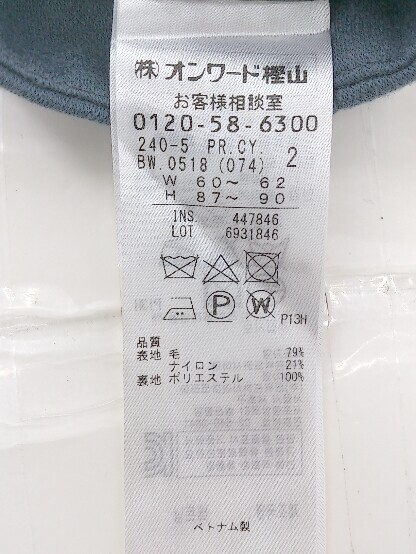 (株)オンワード樫山
お客様相談室
0120-58-6300
240-5 PR.CY.
BW.0518 (074) 2
W 60～ 62
H 87～ 90
INS. 447846
LOT 6931846
P W P13H
品質
表地 毛 79%
ナイロン 21%
裏地 ポリエステル 100%
ベトナム製